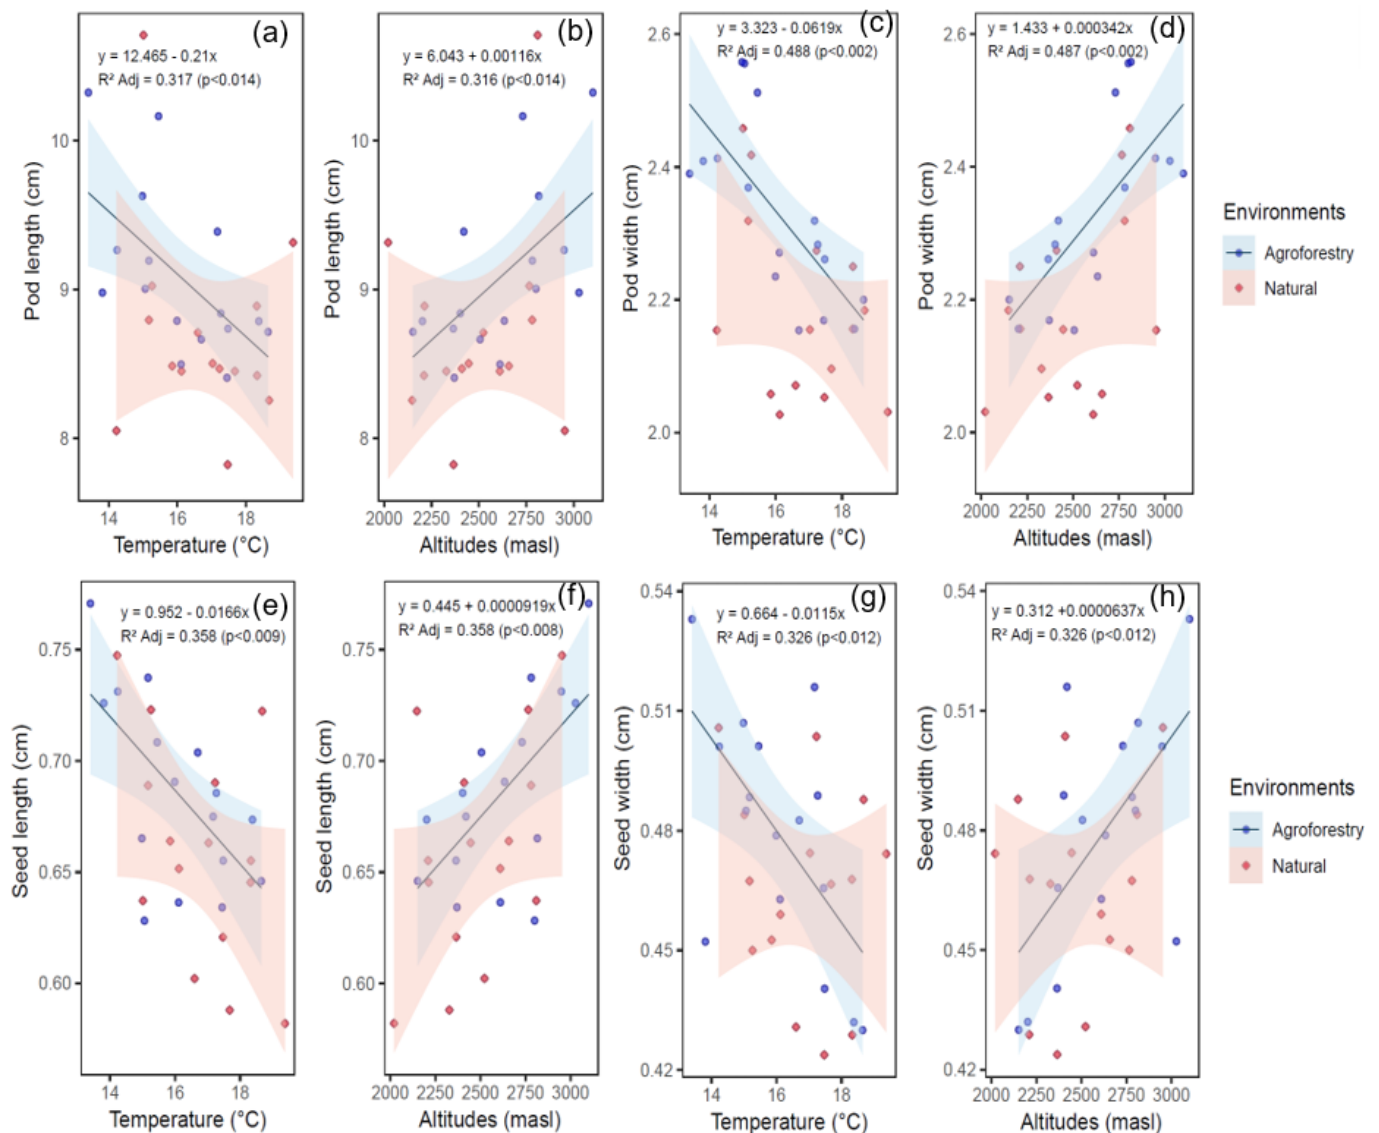 (a)
y = 12.465 - 0.21x
R² Adj = 0.317 (p<0.014)
10
9
8
Pod length (cm)
14 16 18
Temperature (°C)
(b)
y = 6.043 + 0.00116x
R² Adj = 0.316 (p<0.014)
10
9
8
Pod length (cm)
2000 2250 2500 2750 3000
Altitudes (masl)
(c)
y = 3.323 - 0.0619x
R² Adj = 0.488 (p<0.002)
2.6
2.4
2.2
2.0
Pod width (cm)
14 16 18
Temperature (°C)
(d)
y = 1.433 + 0.000342x
R² Adj = 0.487 (p<0.002)
2.6
2.4
2.2
2.0
Pod width (cm)
2000 2250 2500 2750 3000
Altitudes (masl)
Environments
Agroforestry
Natural
(e)
y = 0.952 - 0.0166x
R² Adj = 0.358 (p<0.009)
0.75
0.70
0.65
0.60
Seed length (cm)
14 16 18
Temperature (°C)
(f)
y = 0.445 + 0.0000919x
R² Adj = 0.358 (p<0.008)
0.75
0.70
0.65
0.60
Seed length (cm)
2000 2250 2500 2750 3000
Altitudes (masl)
(g)
y = 0.664 - 0.0115x
R² Adj = 0.326 (p<0.012)
0.54
0.51
0.48
0.45
0.42
Seed width (cm)
14 16 18
Temperature (°C)
(h)
y = 0.312 +0.0000637x
R² Adj = 0.326 (p<0.012)
0.54
0.51
0.48
0.45
0.42
Seed width (cm)
2000 2250 2500 2750 3000
Altitudes (masl)
Environments
Agroforestry
Natural